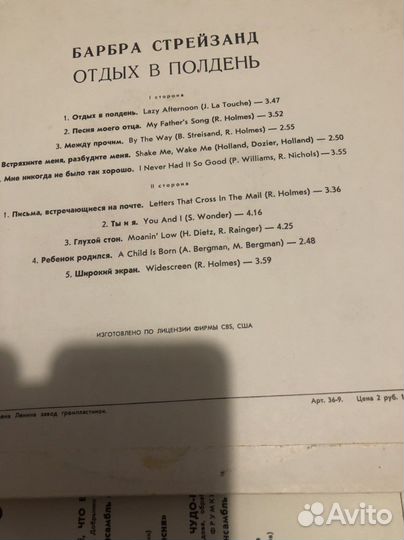 БАРБРА СТРЕЙЗАНД
ОТДЫХ В ПОЛДЕНЬ
I сторона
1. Отдых в полдень. Lazy Afternoon (J. La Touche) — 3.47
2. Песня моего отца. My Father's Song (R. Holmes) — 3.52
3. Между прочим. By The Way (B. Streisand, R. Holmes) — 2.55
Встряхните меня, разбудите меня. Shake Me, Wake Me (Holland, Dozier, Holland) — 2.50
Мне никогда не было так хорошо. I Never Had It So Good (P. Williams, R. Nichols) — 3.55
II сторона
1. Письма, встречающиеся на почте. Letters That Cross In The Mail (R. Holmes) — 3.36
2. Ты и я. You And I (S. Wonder) — 4.16
3. Глухой стон. Moanin' Low (H. Dietz, R. Rainger) — 4.25
4. Ребенок родился. A Child Is Born (A. Bergman, M. Bergman) — 2.48
5. Широкий экран. Widescreen (R. Holmes) — 3.59
ИЗГОТОВЛЕНО ПО ЛИЦЕНЗИИ ФИРМЫ CBS, США
Ленина завод грампластинок. Арт. 36-9. Цена 2 руб. 1
ЧТО
ЧУДО-
ФРУМКИ
Avito